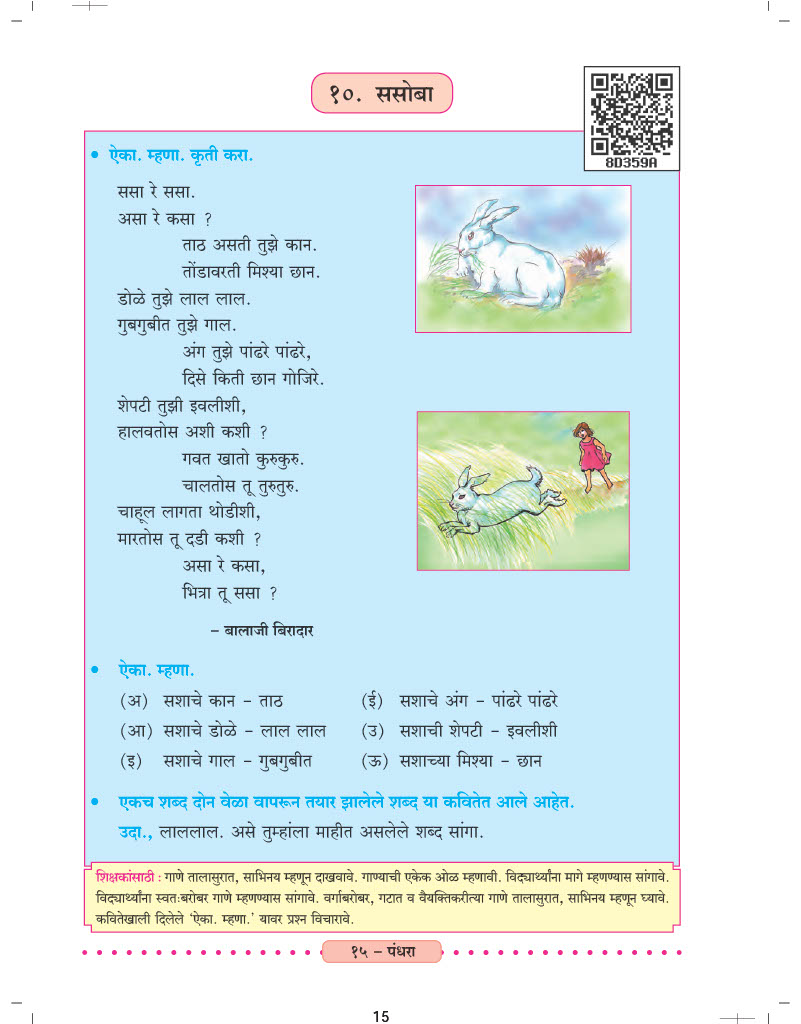 १०. ससोबा
8D359A
• ऐका. म्हणा. कृती करा.
ससा रे ससा.
असा रे कसा ?
ताठ असती तुझे कान.
तोंडावरती मिश्या छान.
डोळे तुझे लाल लाल.
गुबगुबीत तुझे गाल.
अंग तुझे पांढरे पांढरे,
दिसे किती छान गोजिरे.
शेपटी तुझी इवलीशी,
हालवतोस अशी कशी ?
गवत खातो कुरुकुरु.
चालतोस तू तुरुतुरु.
चाहूल लागता थोडीशी,
मारतोस तू दडी कशी ?
असा रे कसा,
भित्रा तू ससा ?
– बालाजी बिरादार
• ऐका. म्हणा.
(अ) सशाचे कान – ताठ (ई) सशाचे अंग – पांढरे पांढरे
(आ) सशाचे डोळे – लाल लाल (उ) सशाची शेपटी – इवलीशी
(इ) सशाचे गाल – गुबगुबीत (ऊ) सशाच्या मिश्या – छान
• एकच शब्द दोन वेळा वापरून तयार झालेले शब्द या कवितेत आले आहेत.
उदा., लाललाल. असे तुम्हांला माहीत असलेले शब्द सांगा.
शिक्षकांसाठी : गाणे तालासुरात, साभिनय म्हणून दाखवावे. गाण्याची एकेक ओळ म्हणावी. विद्यार्थ्यांना मागे म्हणण्यास सांगावे.
विद्यार्थ्यांना स्वतःबरोबर गाणे म्हणण्यास सांगावे. वर्गाबरोबर, गटात व वैयक्तिकरीत्या गाणे तालासुरात, साभिनय म्हणून घ्यावे.
कवितेखाली दिलेले ‘ऐका. म्हणा.’ यावर प्रश्न विचारावे.
१५ – पंधरा
15